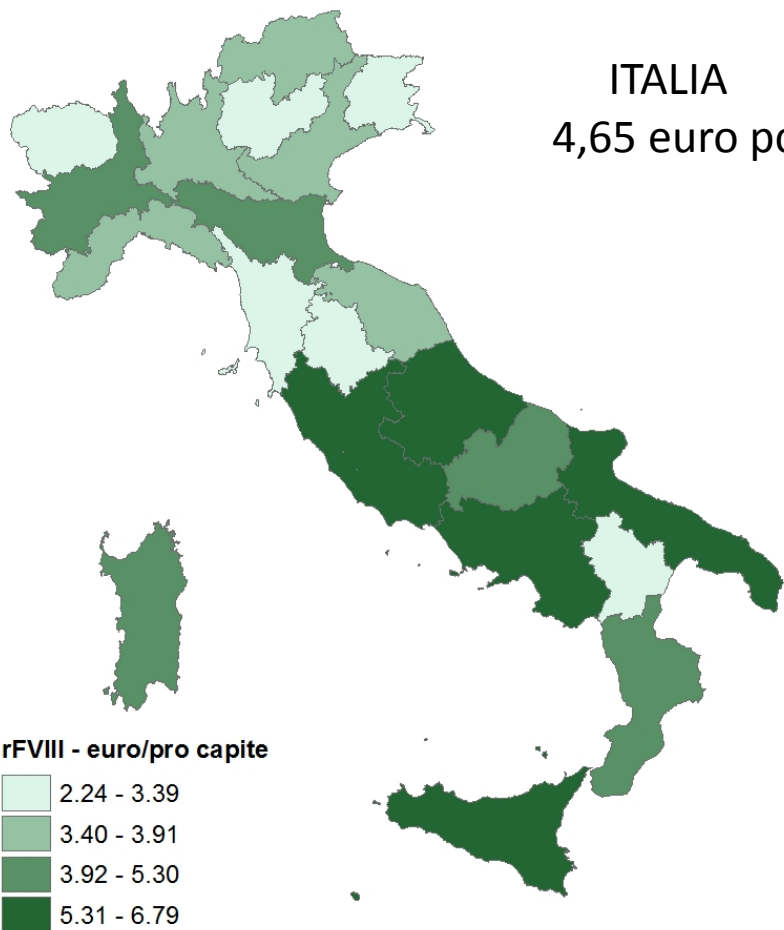 ITALIA
4,65 euro
rFVIII - euro/pro capite
2.24 - 3.39
3.40 - 3.91
3.92 - 5.30
5.31 - 6.79